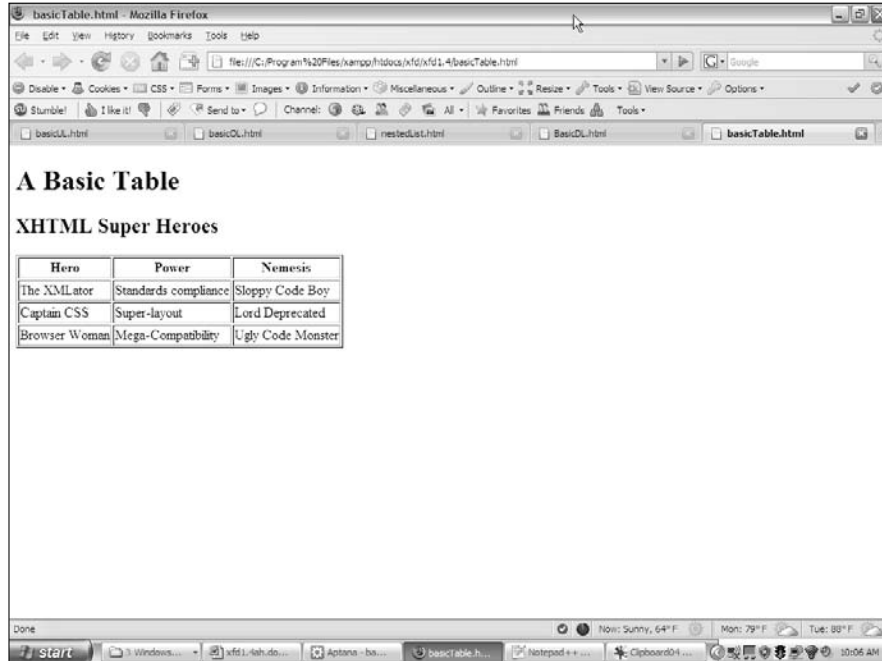 basicTable.html - Mozilla Firefox
File Edit View History Bookmarks Tools Help
file:///C:/Program%20Files/xampp/htdocs/xfd/xfd1.4/basicTable.html Google
Disable Cookies CSS Forms Images Information Miscellaneous Outline Resize Tools View Source Options
Stumble! I like it! Send to Channel: All Favorites Friends Tools
basicUL.html basicOL.html nestedList.html BasicDL.html basicTable.html
A Basic Table
XHTML Super Heroes
Hero Power Nemesis
The XMLator Standards compliance Sloppy Code Boy
Captain CSS Super-layout Lord Deprecated
Browser Woman Mega-Compatibility Ugly Code Monster
Done Now: Sunny, 64° F Mon: 79° F Tue: 88° F
start 3 Windows... xfd1.4ah.do... Aptana - ba... basicTable.h... Notepad++ ... Clipboard04 ... 10:06 AM